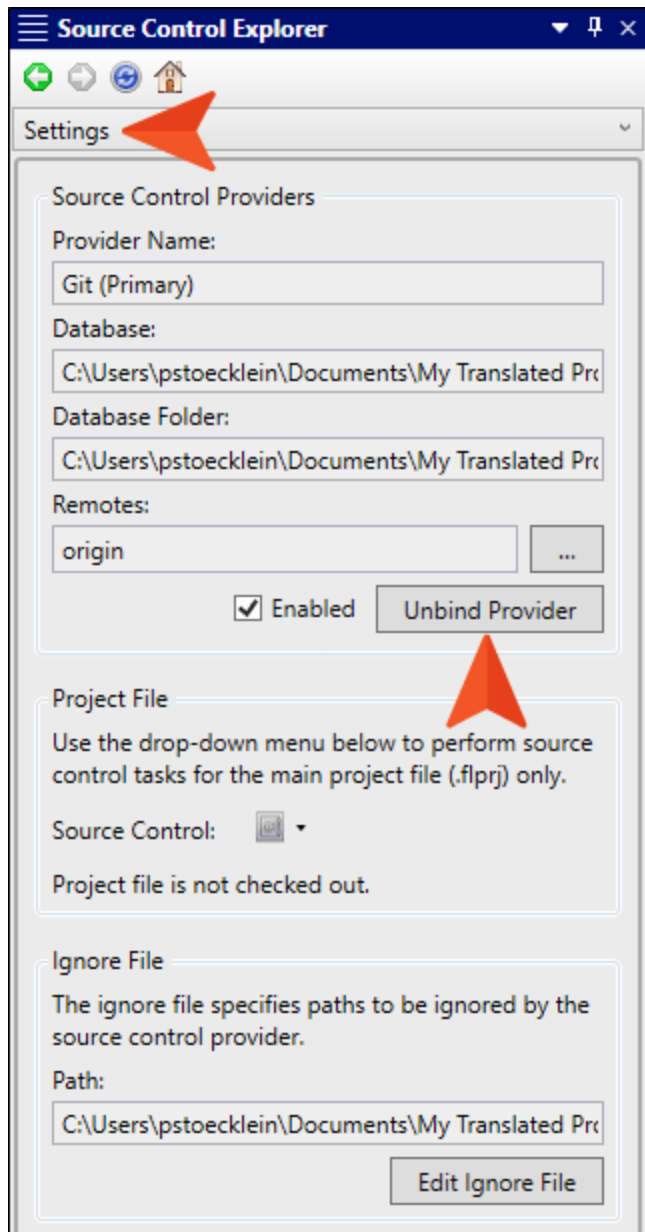 Source Control Explorer
Settings
Source Control Providers
Provider Name:
Git (Primary)
Database:
C:\Users\pstoecklein\Documents\My Translated Pro
Database Folder:
C:\Users\pstoecklein\Documents\My Translated Pro
Remotes:
origin
...
Enabled
Unbind Provider
Project File
Use the drop-down menu below to perform source
control tasks for the main project file (.flprj) only.
Source Control:
Project file is not checked out.
Ignore File
The ignore file specifies paths to be ignored by the
source control provider.
Path:
C:\Users\pstoecklein\Documents\My Translated Pro
Edit Ignore File